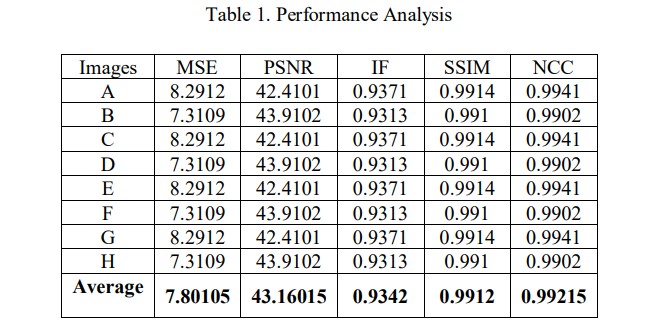 Table 1. Performance Analysis
Images MSE PSNR IF SSIM NCC
A 8.2912 42.4101 0.9371 0.9914 0.9941
B 7.3109 43.9102 0.9313 0.991 0.9902
C 8.2912 42.4101 0.9371 0.9914 0.9941
D 7.3109 43.9102 0.9313 0.991 0.9902
E 8.2912 42.4101 0.9371 0.9914 0.9941
F 7.3109 43.9102 0.9313 0.991 0.9902
G 8.2912 42.4101 0.9371 0.9914 0.9941
H 7.3109 43.9102 0.9313 0.991 0.9902
Average 7.80105 43.16015 0.9342 0.9912 0.99215